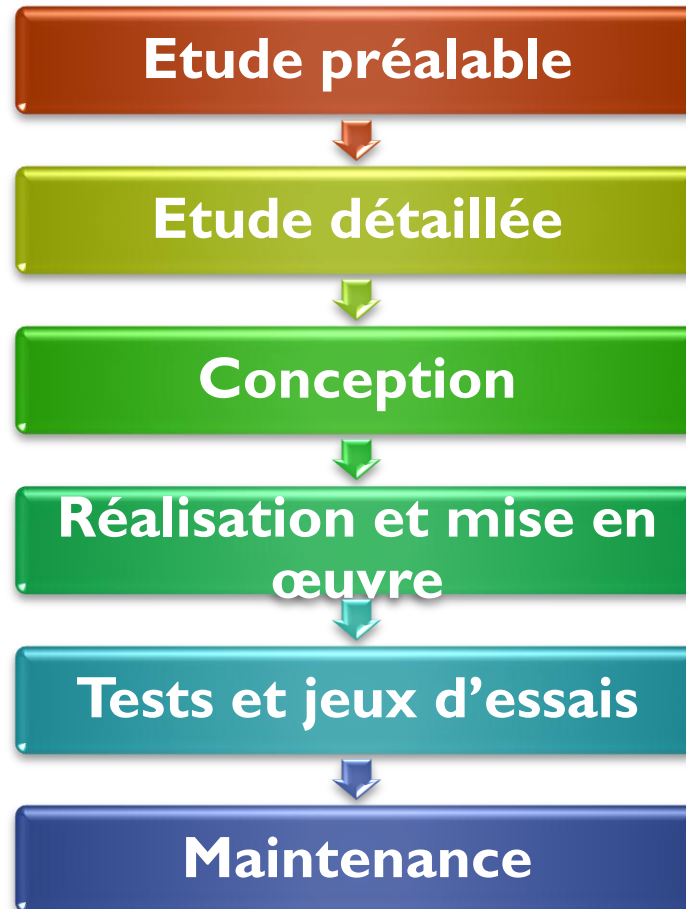 Etude préalable
Etude détaillée
Conception
Réalisation et mise en
œuvre
Tests et jeux d’essais
Maintenance